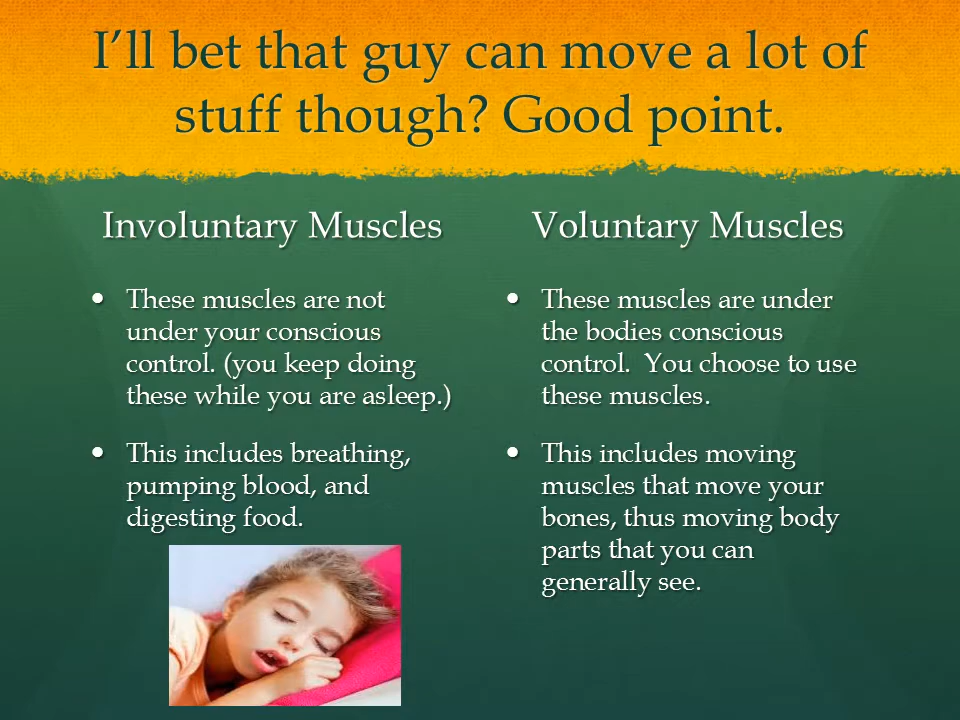 I’ll bet that guy can move a lot of
stuff though? Good point.
Involuntary Muscles
• These muscles are not
under your conscious
control. (you keep doing
these while you are asleep.)
• This includes breathing,
pumping blood, and
digesting food.
Voluntary Muscles
• These muscles are under
the bodies conscious
control.  You choose to use
these muscles.
• This includes moving
muscles that move your
bones, thus moving body
parts that you can
generally see.